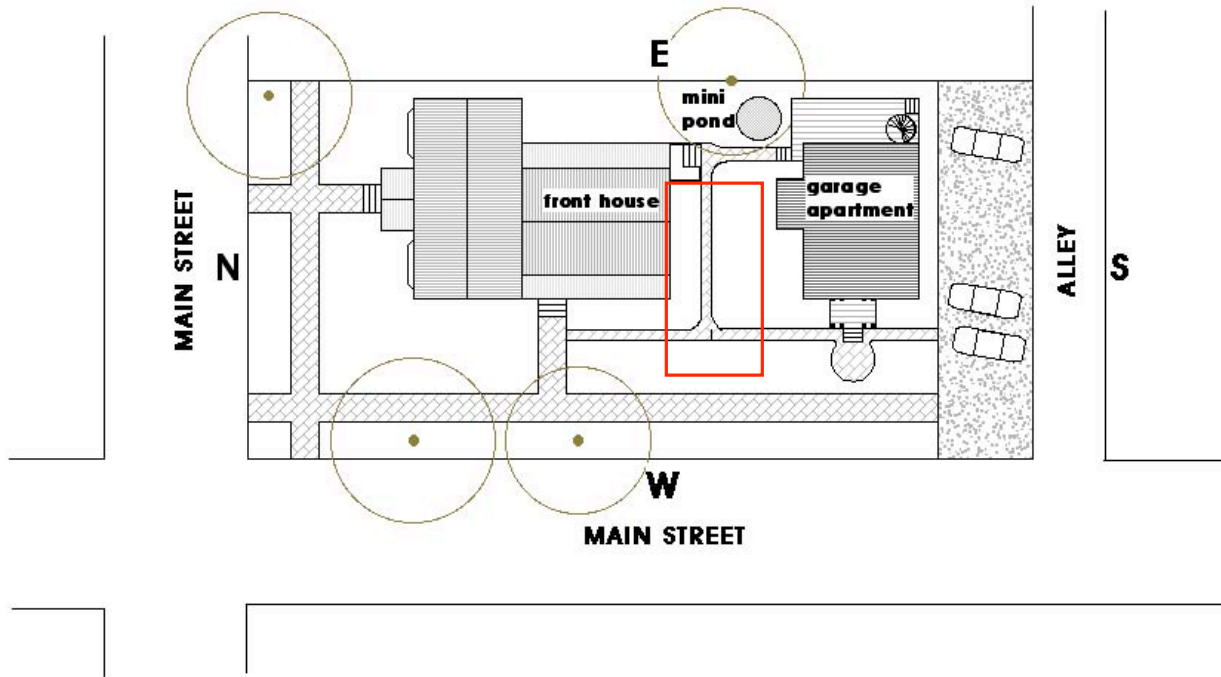 E
mini
pond
MAIN STREET
N
front house
garage
apartment
ALLEY
S
W
MAIN STREET